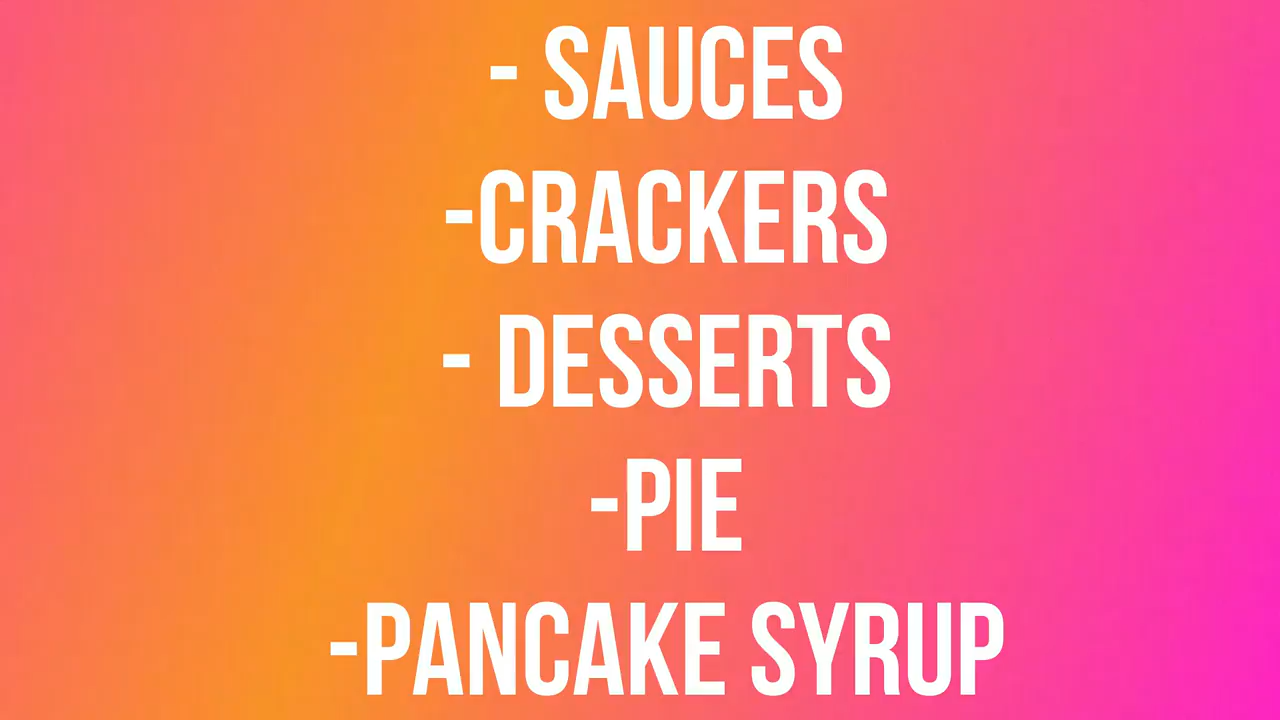 - SAUCES
-CRACKERS
- DESSERTS
-PIE
-PANCAKE SYRUP